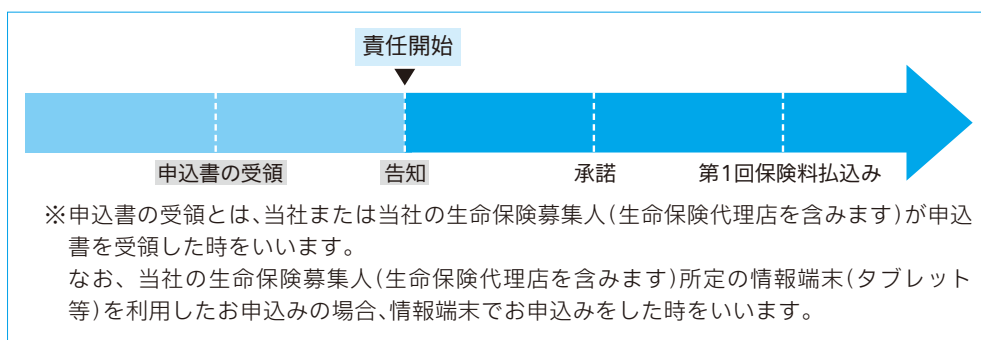 責任開始
申込書の受領 告知 承諾 第1回保険料払込み
※申込書の受領とは、当社または当社の生命保険募集人(生命保険代理店を含みます)が申込
書を受領した時をいいます。
なお、当社の生命保険募集人(生命保険代理店を含みます)所定の情報端末(タブレット
等)を利用したお申込みの場合、情報端末でお申込みをした時をいいます。